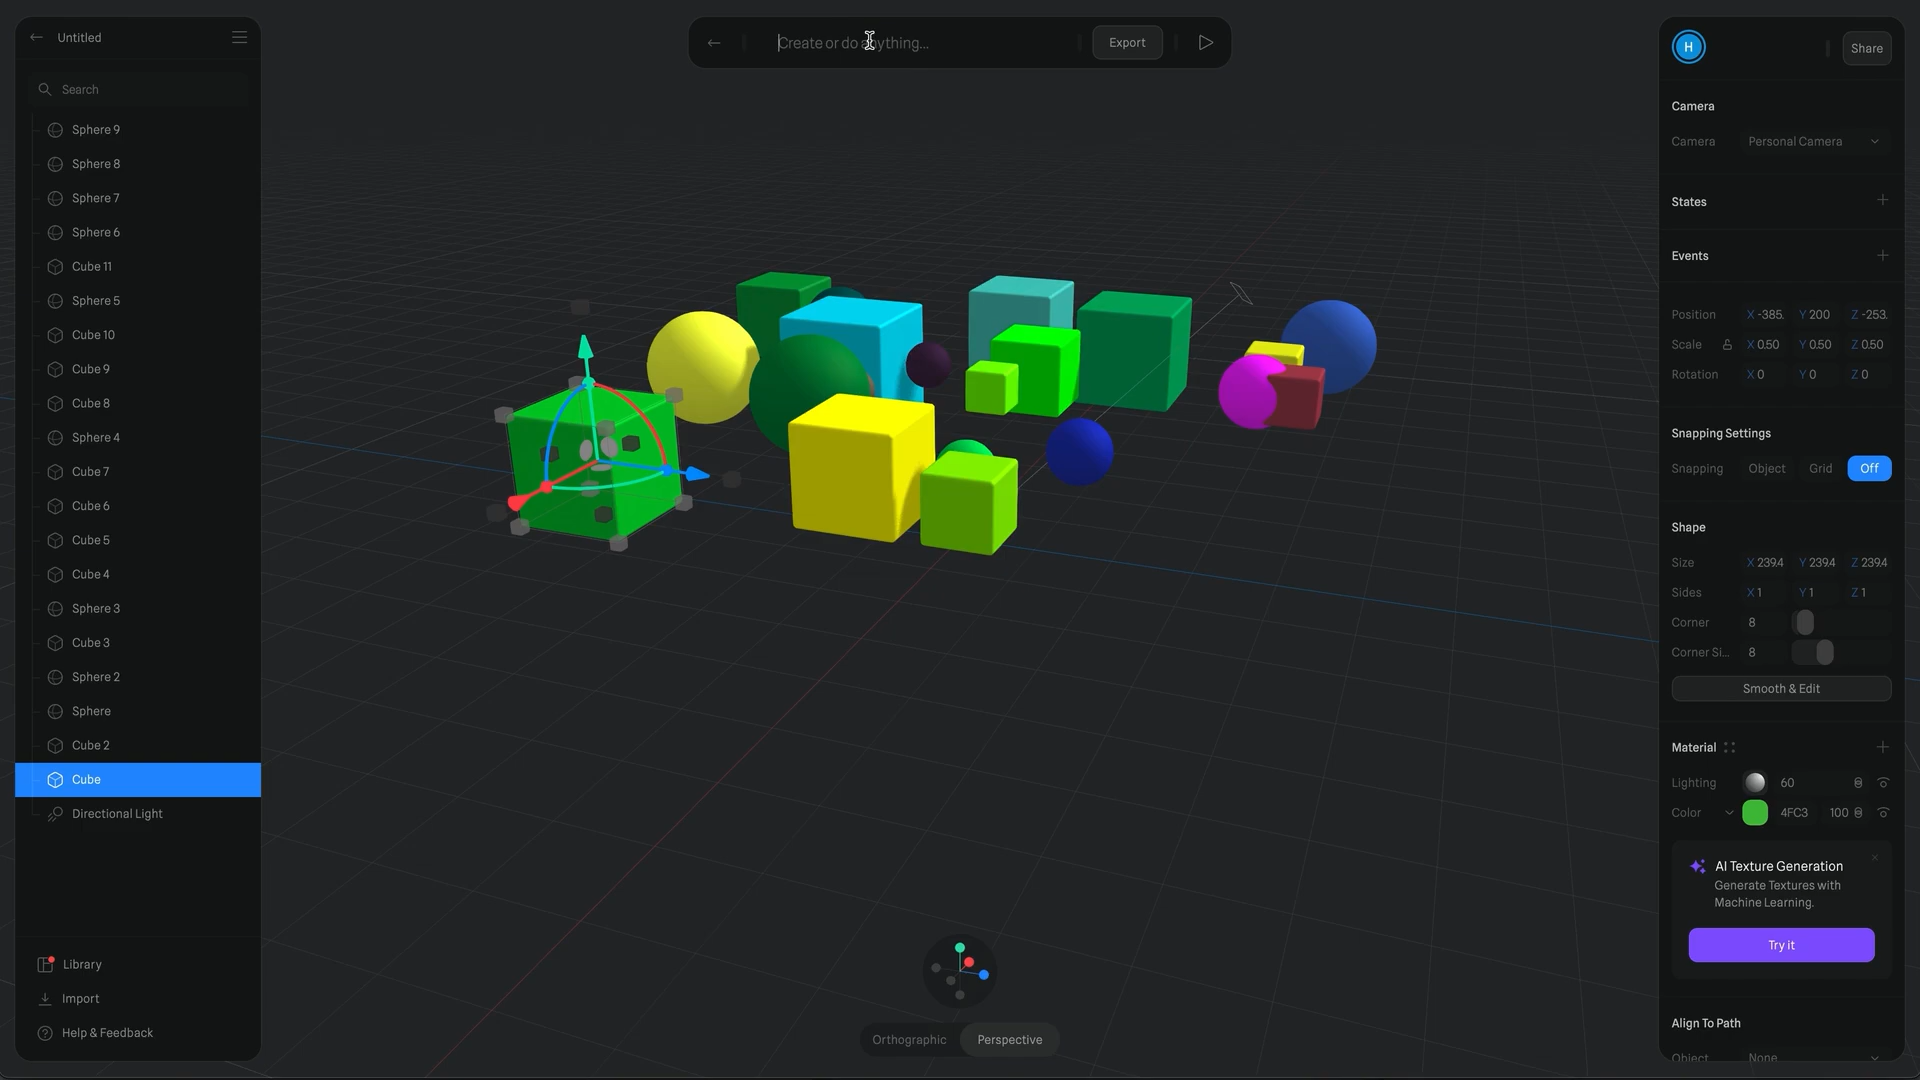 Untitled
Search
Sphere 9
Sphere 8
Sphere 7
Sphere 6
Cube 11
Sphere 5
Cube 10
Cube 9
Cube 8
Sphere 4
Cube 7
Cube 6
Cube 5
Cube 4
Sphere 3
Cube 3
Sphere 2
Sphere
Cube 2
Cube
Directional Light
Library
Import
Help & Feedback
Create or do anything...
Export
Orthographic
Perspective
H
Share
Camera
Camera Personal Camera
States
Events
Position X -385. Y 200 Z -253.
Scale X 0.50 Y 0.50 Z 0.50
Rotation X 0 Y 0 Z 0
Snapping Settings
Snapping Object Grid Off
Shape
Size X 239.4 Y 239.4 Z 239.4
Sides X 1 Y 1 Z 1
Corner 8
Corner Si... 8
Smooth & Edit
Material
Lighting 60
Color 4FC3 100
AI Texture Generation
Generate Textures with
Machine Learning.
Try it
Align To Path
Object None